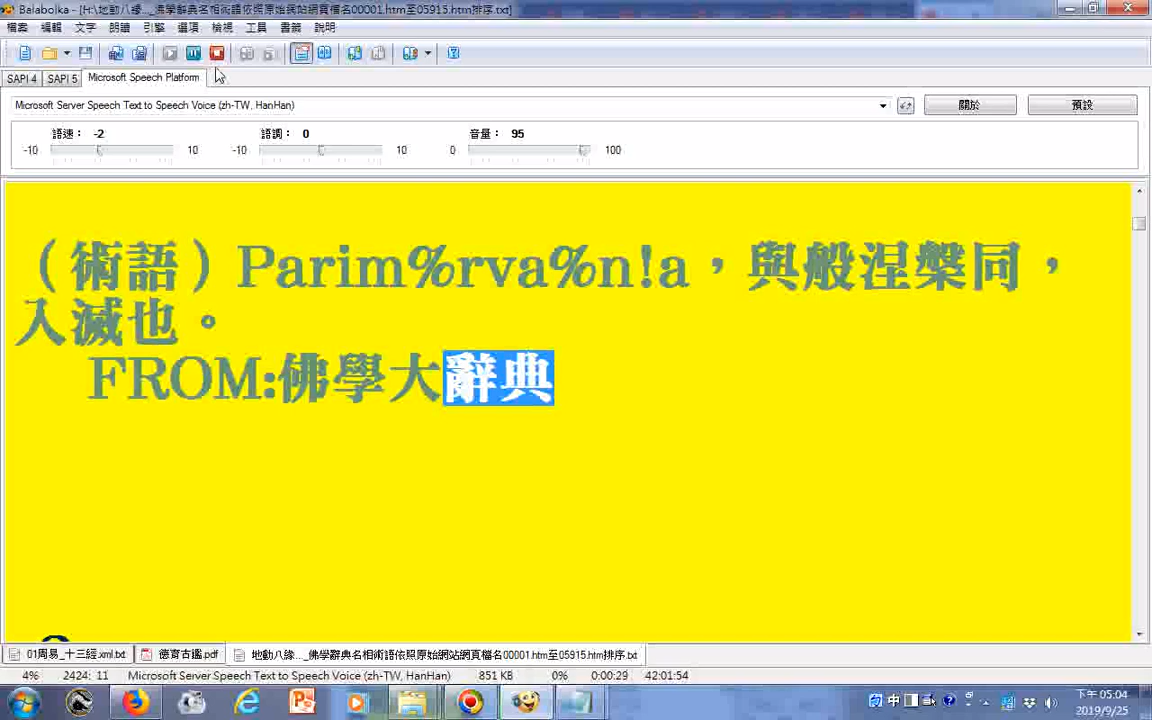 Balabolka - [H:\地動八緣..._佛學辭典名相術語依照原始網站網頁檔名00001.htm至05915.htm排序.txt]
檔案 編輯 文字 朗讀 引擎 選項 檢視 工具 書籤 說明
SAPI 4 SAPI 5 Microsoft Speech Platform
Microsoft Server Speech Text to Speech Voice (zh-TW, HanHan) 關於 預設
語速： -2 語調： 0 音量： 95
-10 10 -10 10 0 100
（術語）Parim%rva%n!a，與般涅槃同，
入滅也。
FROM:佛學大辭典
01周易_十三經.xml.txt 德育古鑑.pdf 地動八緣..._佛學辭典名相術語依照原始網站網頁檔名00001.htm至05915.htm排序.txt
4% 2424: 11 Microsoft Server Speech Text to Speech Voice (zh-TW, HanHan) 851 KB 0% 0:00:29 42:01:54
中 下午 05:04
2019/9/25